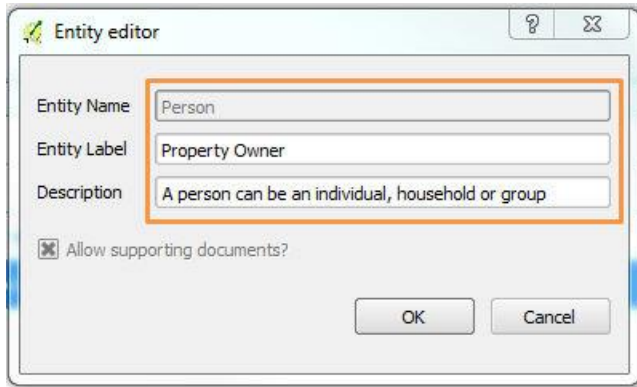 Entity editor
Entity Name Person
Entity Label Property Owner
Description A person can be an individual, household or group
Allow supporting documents?
OK Cancel